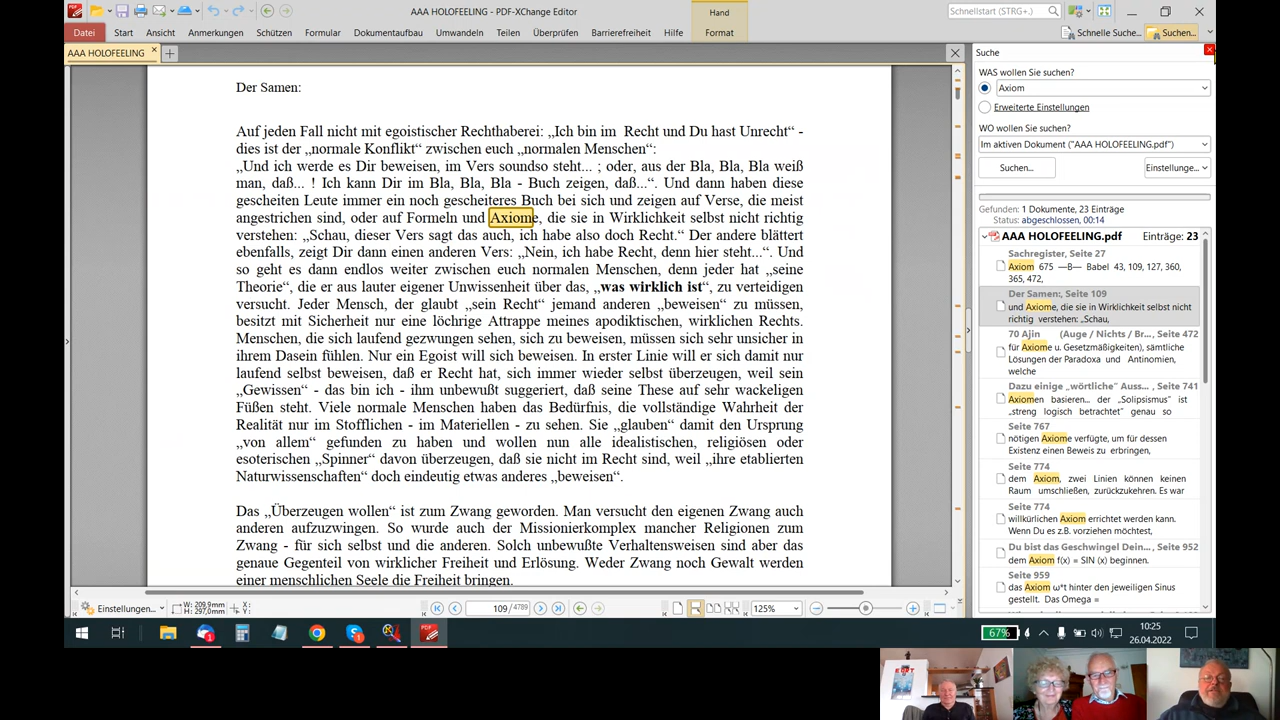 AAA HOLOFEELING - PDF-XChange Editor
Hand
Schnellstart (STRG+.)
Datei Start Ansicht Anmerkungen Schützen Formular Dokumentaufbau Umwandeln Teilen Überprüfen Barrierefreiheit Hilfe Format
Schnelle Suche... Suchen...
AAA HOLOFEELING
Der Samen:
Auf jeden Fall nicht mit egoistischer Rechthaberei: „Ich bin im Recht und Du hast Unrecht“ -
dies ist der „normale Konflikt“ zwischen euch „normalen Menschen“:
„Und ich werde es Dir beweisen, im Vers soundso steht... ; oder, aus der Bla, Bla, Bla weiß
man, daß... ! Ich kann Dir im Bla, Bla, Bla - Buch zeigen, daß...“. Und dann haben diese
gescheiten Leute immer ein noch gescheiteres Buch bei sich und zeigen auf Verse, die meist
angestrichen sind, oder auf Formeln und Axiome, die sie in Wirklichkeit selbst nicht richtig
verstehen: „Schau, dieser Vers sagt das auch, ich habe also doch Recht.“ Der andere blättert
ebenfalls, zeigt Dir dann einen anderen Vers: „Nein, ich habe Recht, denn hier steht...“. Und
so geht es dann endlos weiter zwischen euch normalen Menschen, denn jeder hat „seine
Theorie“, die er aus lauter eigener Unwissenheit über das, „was wirklich ist“, zu verteidigen
versucht. Jeder Mensch, der glaubt „sein Recht“ jemand anderen „beweisen“ zu müssen,
besitzt mit Sicherheit nur eine löchrige Attrappe meines apodiktischen, wirklichen Rechts.
Menschen, die sich laufend gezwungen sehen, sich zu beweisen, müssen sich sehr unsicher in
ihrem Dasein fühlen. Nur ein Egoist will sich beweisen. In erster Linie will er sich damit nur
laufend selbst beweisen, daß er Recht hat, sich immer wieder selbst überzeugen, weil sein
„Gewissen“ - das bin ich - ihm unbewußt suggeriert, daß seine These auf sehr wackeligen
Füßen steht. Viele normale Menschen haben das Bedürfnis, die vollständige Wahrheit der
Realität nur im Stofflichen - im Materiellen - zu sehen. Sie „glauben“ damit den Ursprung
„von allem“ gefunden zu haben und wollen nun alle idealistischen, religiösen oder
esoterischen „Spinner“ davon überzeugen, daß sie nicht im Recht sind, weil „ihre etablierten
Naturwissenschaften“ doch eindeutig etwas anderes „beweisen“.
Das „Überzeugen wollen“ ist zum Zwang geworden. Man versucht den eigenen Zwang auch
anderen aufzuzwingen. So wurde auch der Missionierkomplex mancher Religionen zum
Zwang - für sich selbst und die anderen. Solch unbewußte Verhaltensweisen sind aber das
genaue Gegenteil von wirklicher Freiheit und Erlösung. Weder Zwang noch Gewalt werden
einer menschlichen Seele die Freiheit bringen.
Suche
WAS wollen Sie suchen?
Axiom
Erweiterte Einstellungen
WO wollen Sie suchen?
Im aktiven Dokument ("AAA HOLOFEELING.pdf")
Suchen... Einstellunge...
Gefunden: 1 Dokumente, 23 Einträge
Status: abgeschlossen, 00:14
AAA HOLOFEELING.pdf Einträge: 23
Sachregister, Seite 27
Axiom 675 —B— Babel 43, 109, 127, 360,
365, 472,
Der Samen:, Seite 109
und Axiome, die sie in Wirklichkeit selbst nicht
richtig verstehen: „Schau,
70 Ajin (Auge / Nichts / Br..., Seite 472
für Axiome u. Gesetzmäßigkeiten), sämtliche
Lösungen der Paradoxa und Antinomien,
welche
Dazu einige „wörtliche“ Auss..., Seite 741
Axiomen basieren... der „Solipsismus“ ist
„streng logisch betrachtet“ genau so
Seite 767
nötigen Axiome verfügte, um für dessen
Existenz einen Beweis zu erbringen,
Seite 774
dem Axiom, zwei Linien können keinen
Raum umschließen, zurückzukehren. Es war
Seite 774
willkürlichen Axiom errichtet werden kann.
Wenn Du es z.B. vorziehen möchtest,
Du bist das Geschwingel Dein..., Seite 952
dem Axiom f(x) = SIN (x) beginnen.
Seite 959
das Axiom ω*t hinter den jeweiligen Sinus
gestellt. Das Omega =
Einstellungen... W: 209,9mm X:
H: 297,0mm Y:
109 / 4789
125%
67%
10:25
26.04.2022